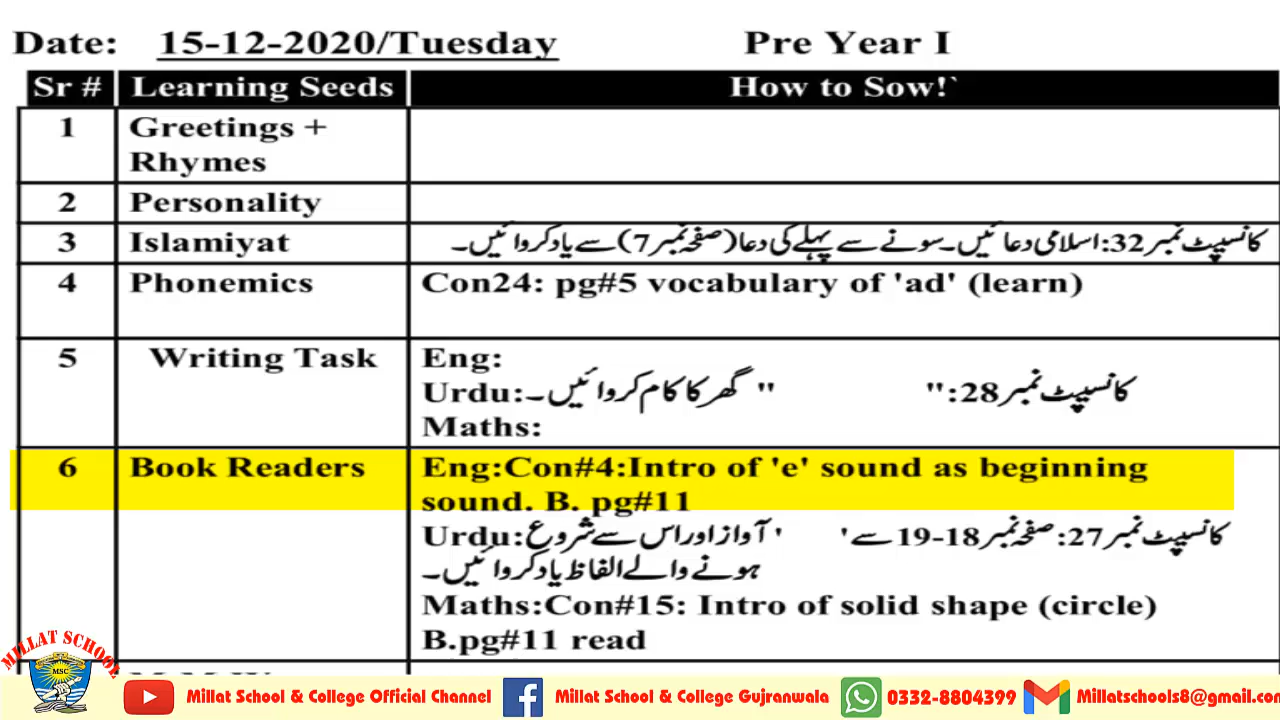 Date: 15-12-2020/Tuesday Pre Year I
Sr # Learning Seeds How to Sow!`
1 Greetings +
Rhymes
2 Personality
3 Islamiyat کانسیپٹ نمبر32: اسلامی دعائیں۔ سونے سے پہلے کی دعا(صفحہ نمبر7) سے یاد کروائیں۔
4 Phonemics Con24: pg#5 vocabulary of 'ad' (learn)
5 Writing Task Eng:
Urdu: کانسیپٹ نمبر28: " " گھر کا کام کروائیں۔
Maths:
6 Book Readers Eng:Con#4:Intro of 'e' sound as beginning
sound. B. pg#11
Urdu: کانسیپٹ نمبر27: صفحہ نمبر18-19 سے ' ' آواز اور اس سے شروع
ہونے والے الفاظ یاد کروائیں۔
Maths:Con#15: Intro of solid shape (circle)
B.pg#11 read
MILLAT SCHOOL
MSC
Millat School & College Official Channel Millat School & College Gujranwala 0332-8804399 Millatschools8@gmail.co